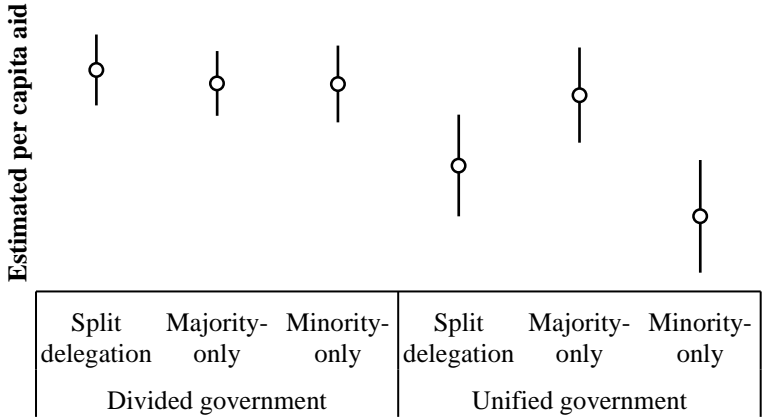 Estimated per capita aid
Split Majority- Minority- Split Majority- Minority-
delegation only only delegation only only
Divided government Unified government